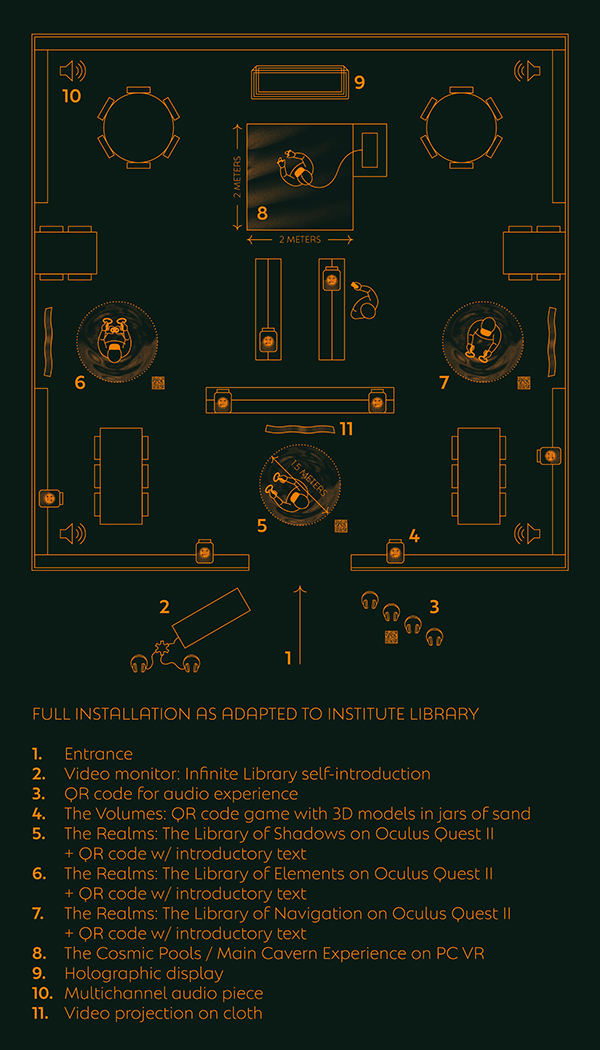 10
9
2 METERS
8
2 METERS
6
7
11
1.5 METERS
5
4
2
3
1
FULL INSTALLATION AS ADAPTED TO INSTITUTE LIBRARY
1. Entrance
2. Video monitor: Infinite Library self-introduction
3. QR code for audio experience
4. The Volumes: QR code game with 3D models in jars of sand
5. The Realms: The Library of Shadows on Oculus Quest II
+ QR code w/ introductory text
6. The Realms: The Library of Elements on Oculus Quest II
+ QR code w/ introductory text
7. The Realms: The Library of Navigation on Oculus Quest II
+ QR code w/ introductory text
8. The Cosmic Pools / Main Cavern Experience on PC VR
9. Holographic display
10. Multichannel audio piece
11. Video projection on cloth